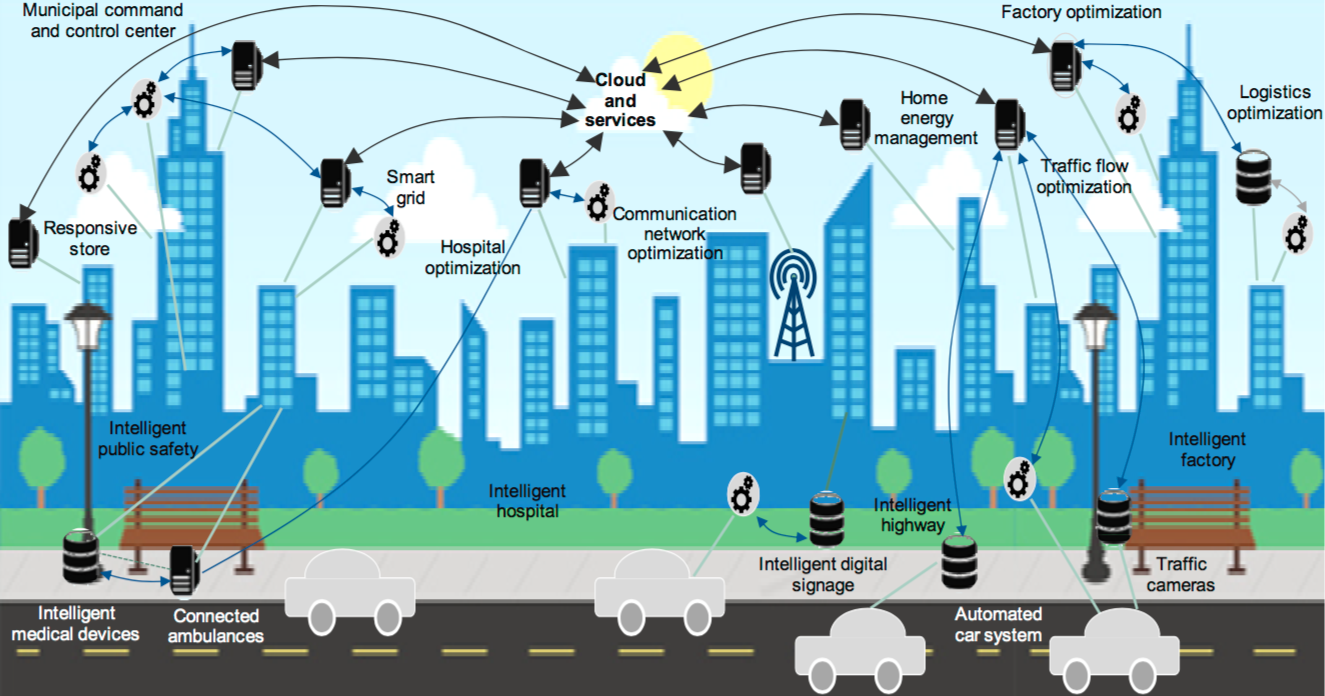 Municipal command
and control center
Factory optimization
Cloud
and
services
Home
energy
management
Logistics
optimization
Traffic flow
optimization
Smart
grid
Responsive
store
Communication
network
optimization
Hospital
optimization
Intelligent
public safety
Intelligent
factory
Intelligent
hospital
Intelligent
highway
Intelligent digital
signage
Traffic
cameras
Intelligent
medical devices
Connected
ambulances
Automated
car system